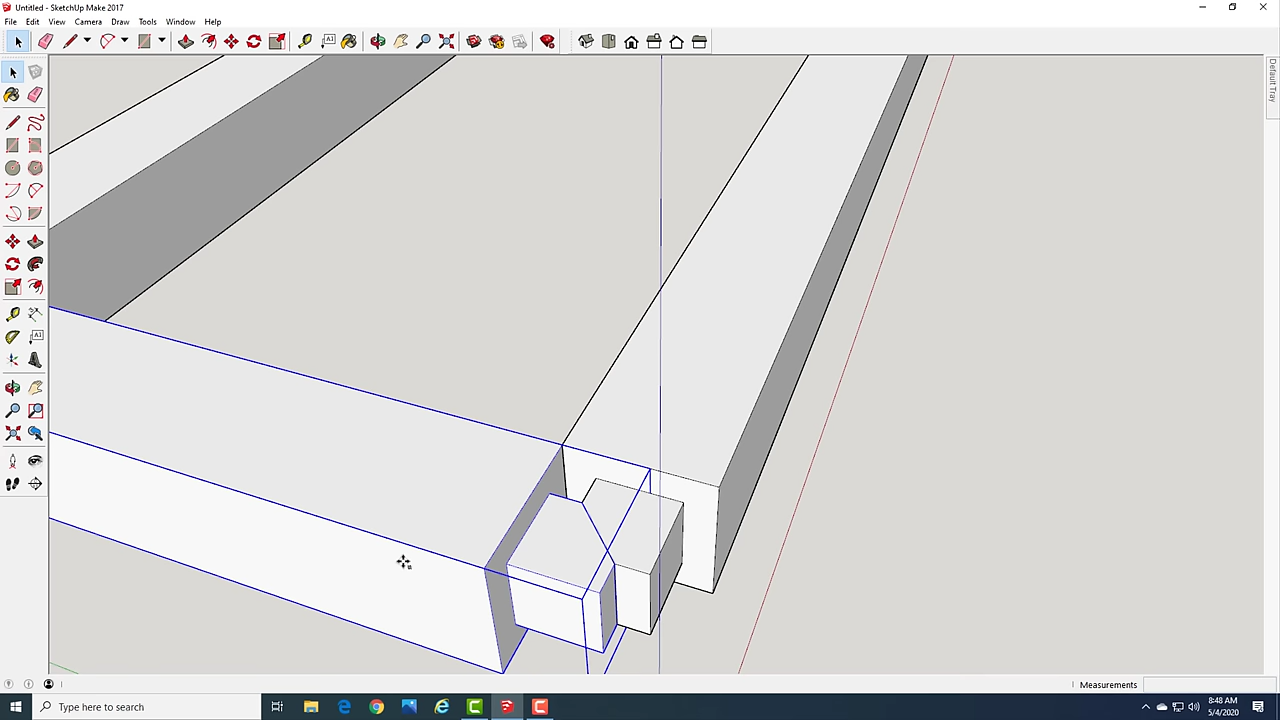 Untitled - SketchUp Make 2017
File Edit View Camera Draw Tools Window Help
Default Tray
Measurements
Type here to search
8:48 AM
5/4/2020